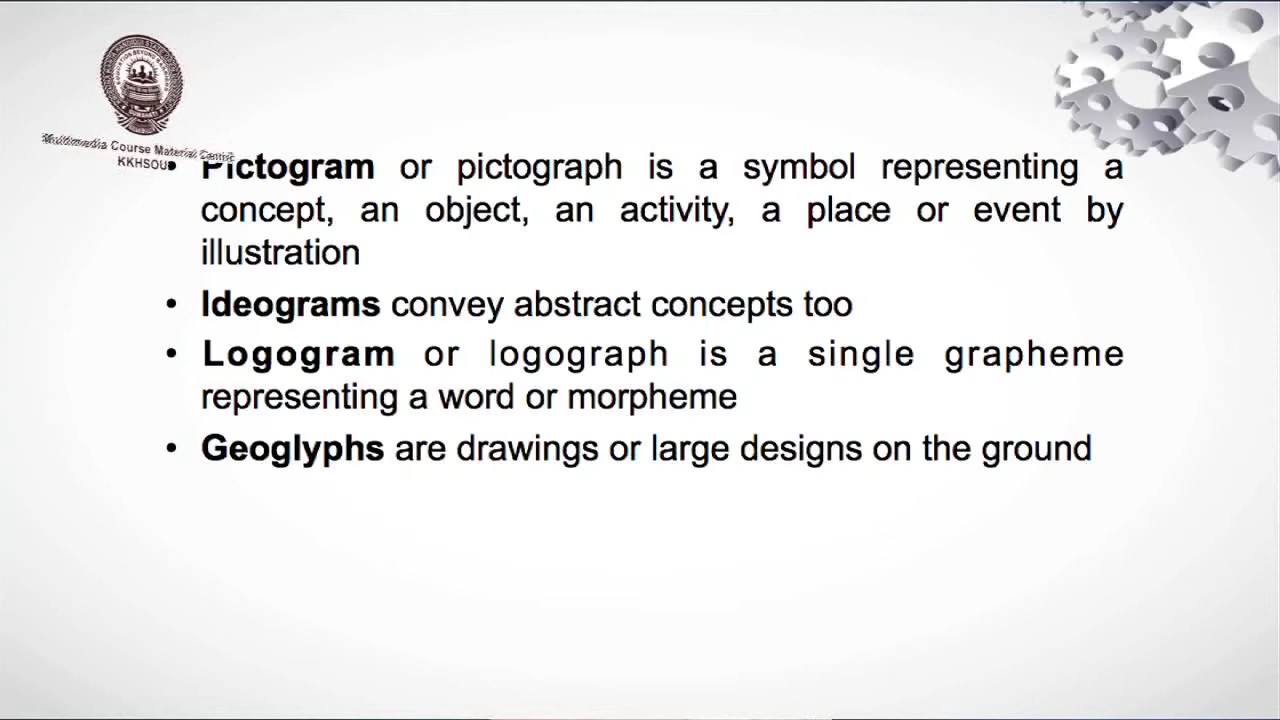 Multimedia Course Material Centre
KKHSOU
• Pictogram or pictograph is a symbol representing a
concept, an object, an activity, a place or event by
illustration
• Ideograms convey abstract concepts too
• Logogram or logograph is a single grapheme
representing a word or morpheme
• Geoglyphs are drawings or large designs on the ground